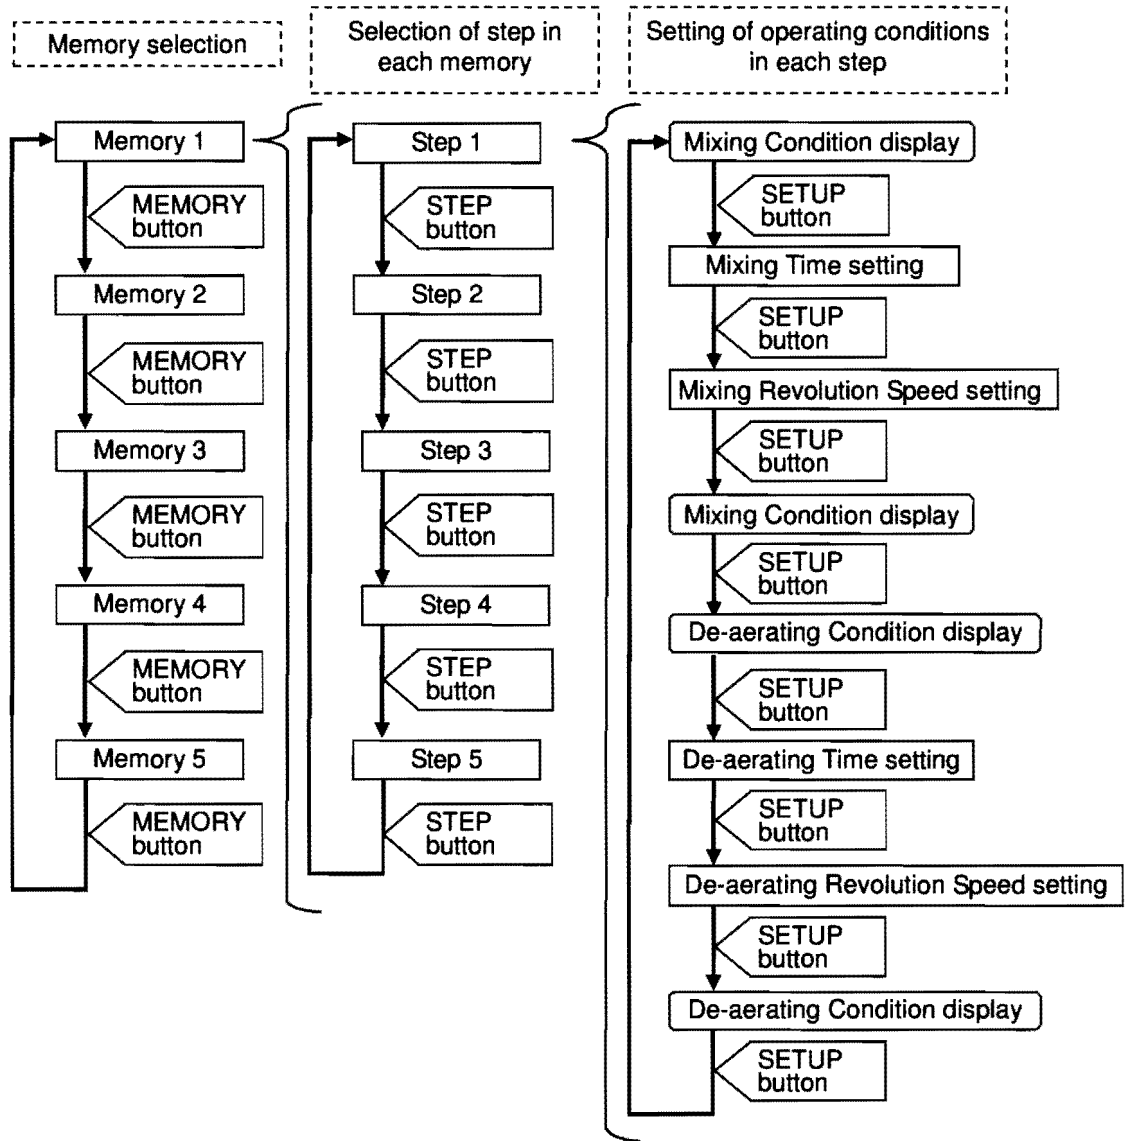 Memory selection
Memory 1
MEMORY
button
Memory 2
MEMORY
button
Memory 3
MEMORY
button
Memory 4
MEMORY
button
Memory 5
MEMORY
button
Selection of step in
each memory
Step 1
STEP
button
Step 2
STEP
button
Step 3
STEP
button
Step 4
STEP
button
Step 5
STEP
button
Setting of operating conditions
in each step
Mixing Condition display
SETUP
button
Mixing Time setting
SETUP
button
Mixing Revolution Speed setting
SETUP
button
Mixing Condition display
SETUP
button
De-aerating Condition display
SETUP
button
De-aerating Time setting
SETUP
button
De-aerating Revolution Speed setting
SETUP
button
De-aerating Condition display
SETUP
button